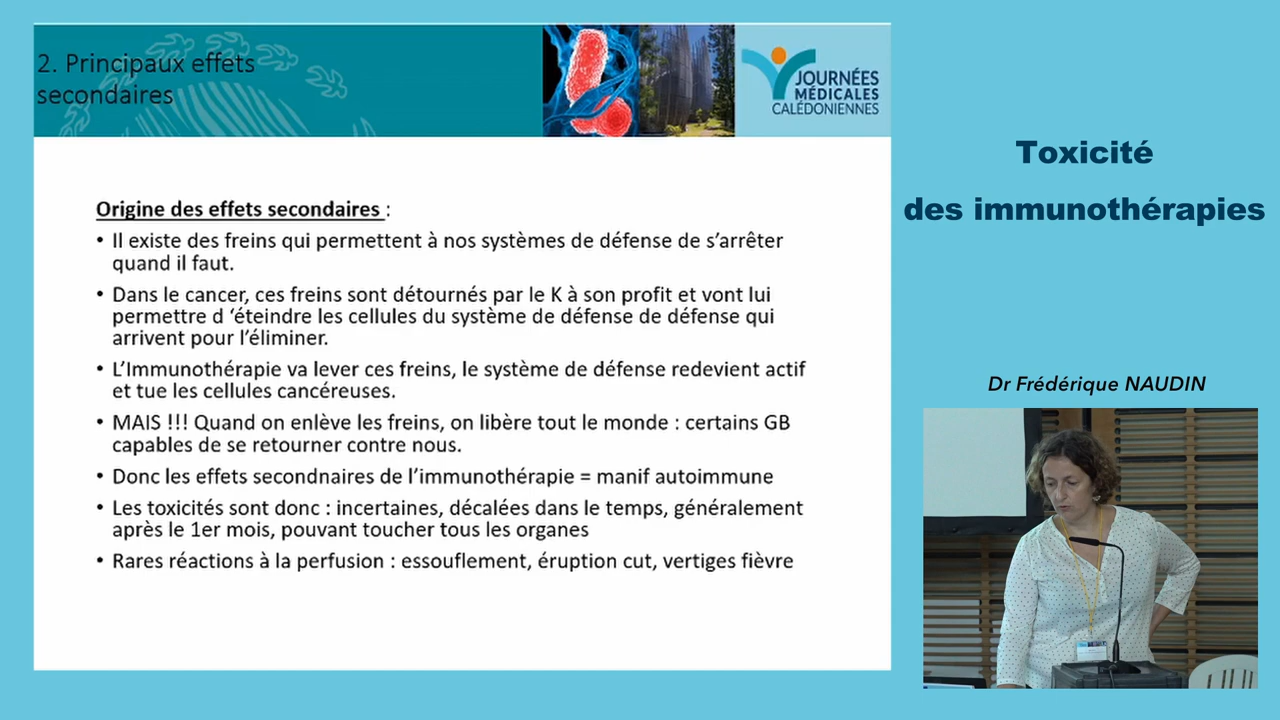 2. Principaux effets
secondaires
JOURNÉES
MÉDICALES
CALÉDONIENNES
Origine des effets secondaires :
• Il existe des freins qui permettent à nos systèmes de défense de s’arrêter
quand il faut.
• Dans le cancer, ces freins sont détournés par le K à son profit et vont lui
permettre d ‘éteindre les cellules du système de défense de défense qui
arrivent pour l’éliminer.
• L’Immunothérapie va lever ces freins, le système de défense redevient actif
et tue les cellules cancéreuses.
• MAIS !!! Quand on enlève les freins, on libère tout le monde : certains GB
capables de se retourner contre nous.
• Donc les effets secondnaires de l’immunothérapie = manif autoimmune
• Les toxicités sont donc : incertaines, décalées dans le temps, généralement
après le 1er mois, pouvant toucher tous les organes
• Rares réactions à la perfusion : essouflement, éruption cut, vertiges fièvre
Toxicité
des immunothérapies
Dr Frédérique NAUDIN